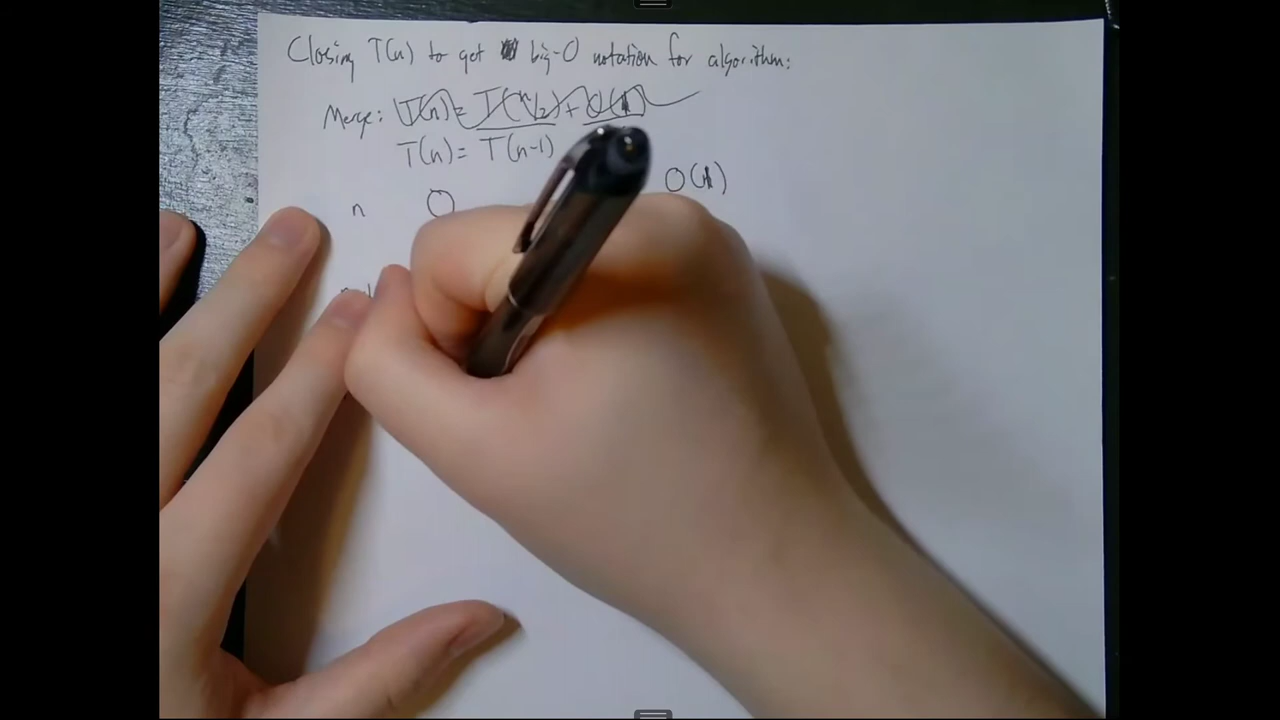 Closing T(n) to get big-O notation for algorithm:
Merge: T(n) = T(n/2) + O(1)
T(n) = T(n-1)
O(1)
n